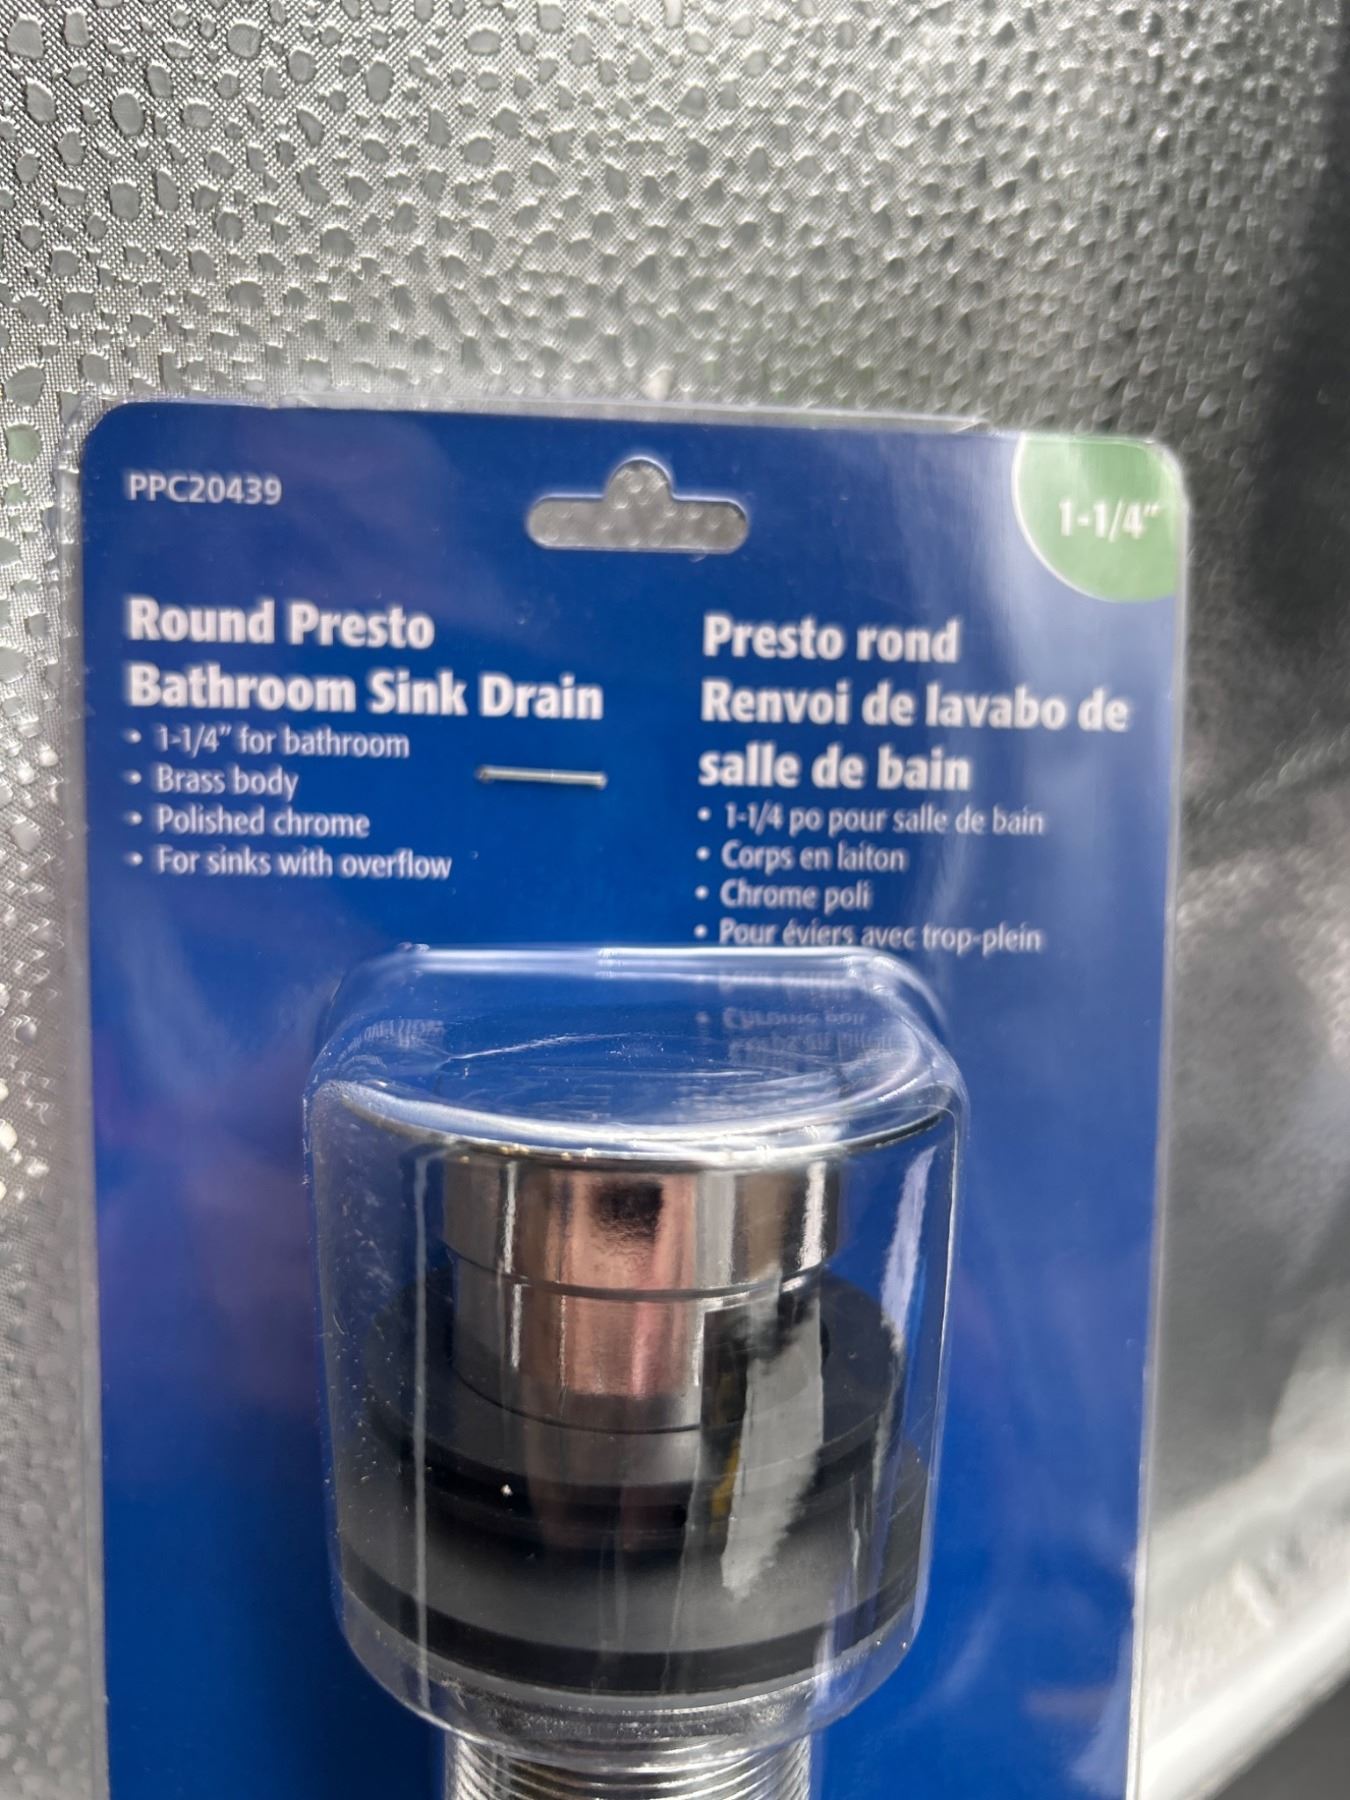 PPC20439
1-1/4"
Round Presto
Bathroom Sink Drain
• 1-1/4" for bathroom
• Brass body
• Polished chrome
• For sinks with overflow
Presto rond
Renvoi de lavabo de
salle de bain
• 1-1/4 po pour salle de bain
• Corps en laiton
• Chrome poli
• Pour éviers avec trop-plein